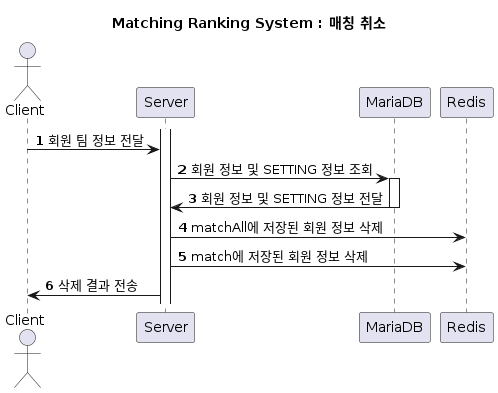 Matching Ranking System : 매칭 취소
Client
Server
MariaDB
Redis
1 회원 팀 정보 전달
2 회원 정보 및 SETTING 정보 조회
3 회원 정보 및 SETTING 정보 전달
4 matchAll에 저장된 회원 정보 삭제
5 match에 저장된 회원 정보 삭제
6 삭제 결과 전송
Client
Server
MariaDB
Redis